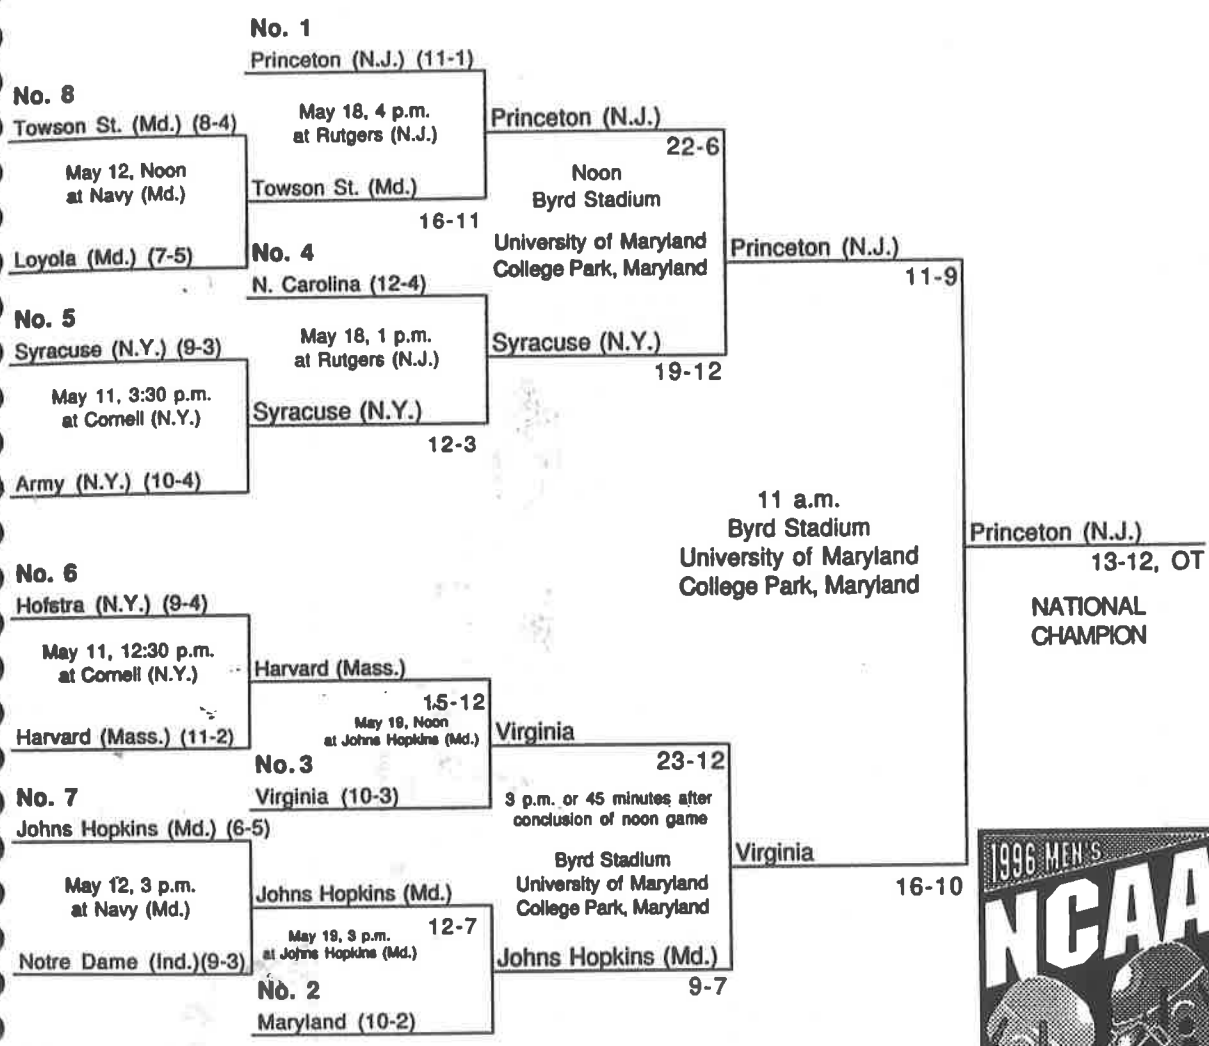 No. 1
Princeton (N.J.) (11-1)
No. 8
Towson St. (Md.) (8-4)
May 18, 4 p.m.
at Rutgers (N.J.)
Princeton (N.J.)
22-6
May 12, Noon
at Navy (Md.)
Towson St. (Md.)
16-11
Noon
Byrd Stadium
University of Maryland
College Park, Maryland
Loyola (Md.) (7-5)
No. 4
N. Carolina (12-4)
Princeton (N.J.)
11-9
No. 5
Syracuse (N.Y.) (9-3)
May 18, 1 p.m.
at Rutgers (N.J.)
Syracuse (N.Y.)
19-12
May 11, 3:30 p.m.
at Cornell (N.Y.)
Syracuse (N.Y.)
12-3
Army (N.Y.) (10-4)
11 a.m.
Byrd Stadium
University of Maryland
College Park, Maryland
Princeton (N.J.)
13-12, OT
NATIONAL
CHAMPION
No. 6
Hofstra (N.Y.) (9-4)
May 11, 12:30 p.m.
at Cornell (N.Y.)
Harvard (Mass.)
15-12
May 19, Noon
at Johns Hopkins (Md.)
Harvard (Mass.) (11-2)
Virginia
23-12
No.3
Virginia (10-3)
No. 7
Johns Hopkins (Md.) (6-5)
3 p.m. or 45 minutes after
conclusion of noon game
Byrd Stadium
University of Maryland
College Park, Maryland
Virginia
16-10
May 12, 3 p.m.
at Navy (Md.)
Johns Hopkins (Md.)
12-7
May 19, 3 p.m.
at Johns Hopkins (Md.)
Notre Dame (Ind.)(9-3)
Johns Hopkins (Md.)
9-7
No. 2
Maryland (10-2)
1996 MEN'S
NCAA